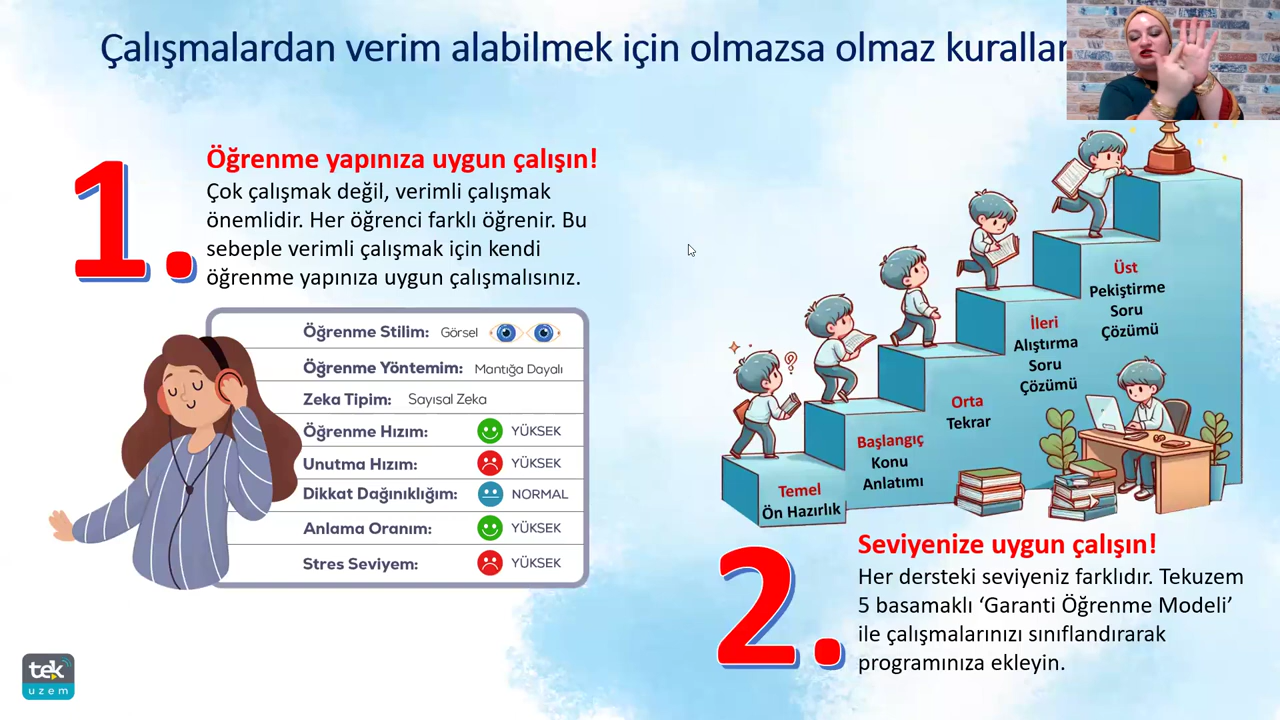 Çalışmalardan verim alabilmek için olmazsa olmaz kurallar
1.
Öğrenme yapınıza uygun çalışın!
Çok çalışmak değil, verimli çalışmak
önemlidir. Her öğrenci farklı öğrenir. Bu
sebeple verimli çalışmak için kendi
öğrenme yapınıza uygun çalışmalısınız.
Öğrenme Stilim: Görsel
Öğrenme Yöntemim: Mantığa Dayalı
Zeka Tipim: Sayısal Zeka
Öğrenme Hızım: YÜKSEK
Unutma Hızım: YÜKSEK
Dikkat Dağınıklığım: NORMAL
Anlama Oranım: YÜKSEK
Stres Seviyem: YÜKSEK
Temel
Ön Hazırlık
Başlangıç
Konu
Anlatımı
Orta
Tekrar
İleri
Alıştırma
Soru
Çözümü
Üst
Pekiştirme
Soru
Çözümü
2.
Seviyenize uygun çalışın!
Her dersteki seviyeniz farklıdır. Tekuzem
5 basamaklı ‘Garanti Öğrenme Modeli’
ile çalışmalarınızı sınıflandırarak
programınıza ekleyin.
tek
uzem